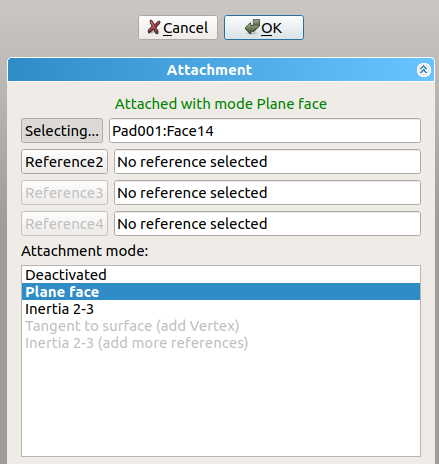 Cancel OK
Attachment
Attached with mode Plane face
Selecting... Pad001:Face14
Reference2 No reference selected
Reference3 No reference selected
Reference4 No reference selected
Attachment mode:
Deactivated
Plane face
Inertia 2-3
Tangent to surface (add Vertex)
Inertia 2-3 (add more references)